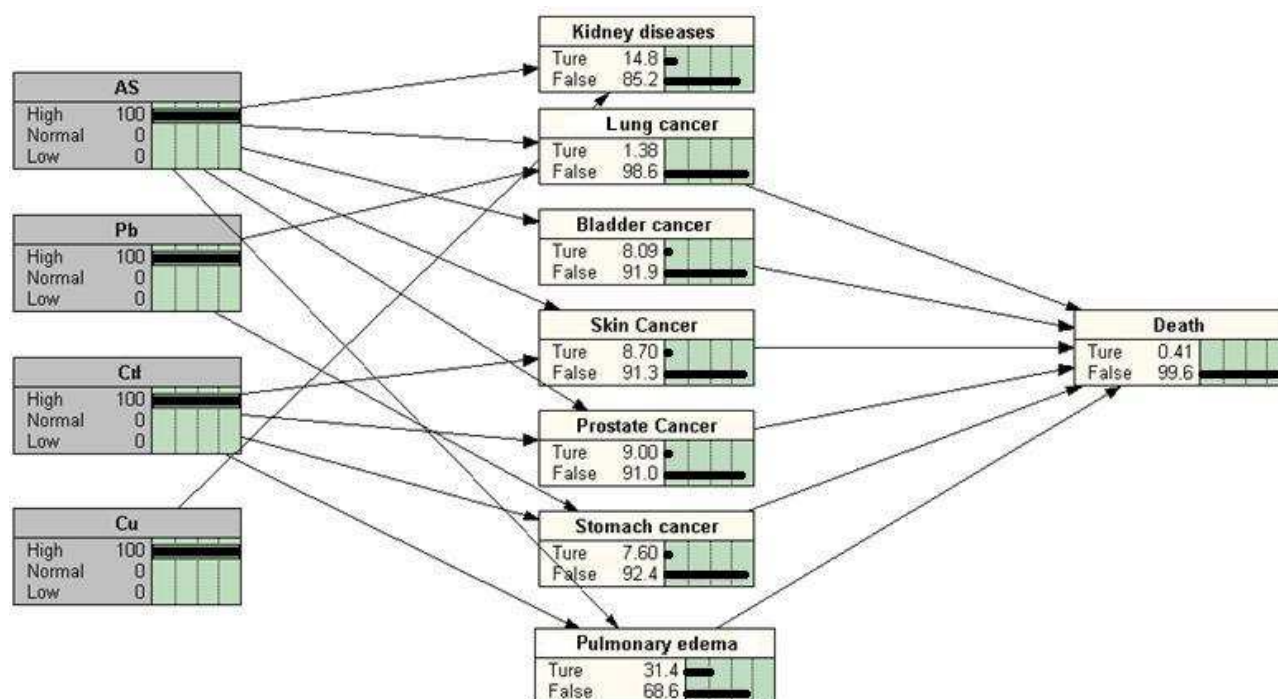 AS
High 100
Normal 0
Low 0
Pb
High 100
Normal 0
Low 0
Cd
High 100
Normal 0
Low 0
Cu
High 100
Normal 0
Low 0
Kidney diseases
Ture 14.8
False 85.2
Lung cancer
Ture 1.38
False 98.6
Bladder cancer
Ture 8.09
False 91.9
Skin Cancer
Ture 8.70
False 91.3
Prostate Cancer
Ture 9.00
False 91.0
Stomach cancer
Ture 7.60
False 92.4
Pulmonary edema
Ture 31.4
False 68.6
Death
Ture 0.41
False 99.6